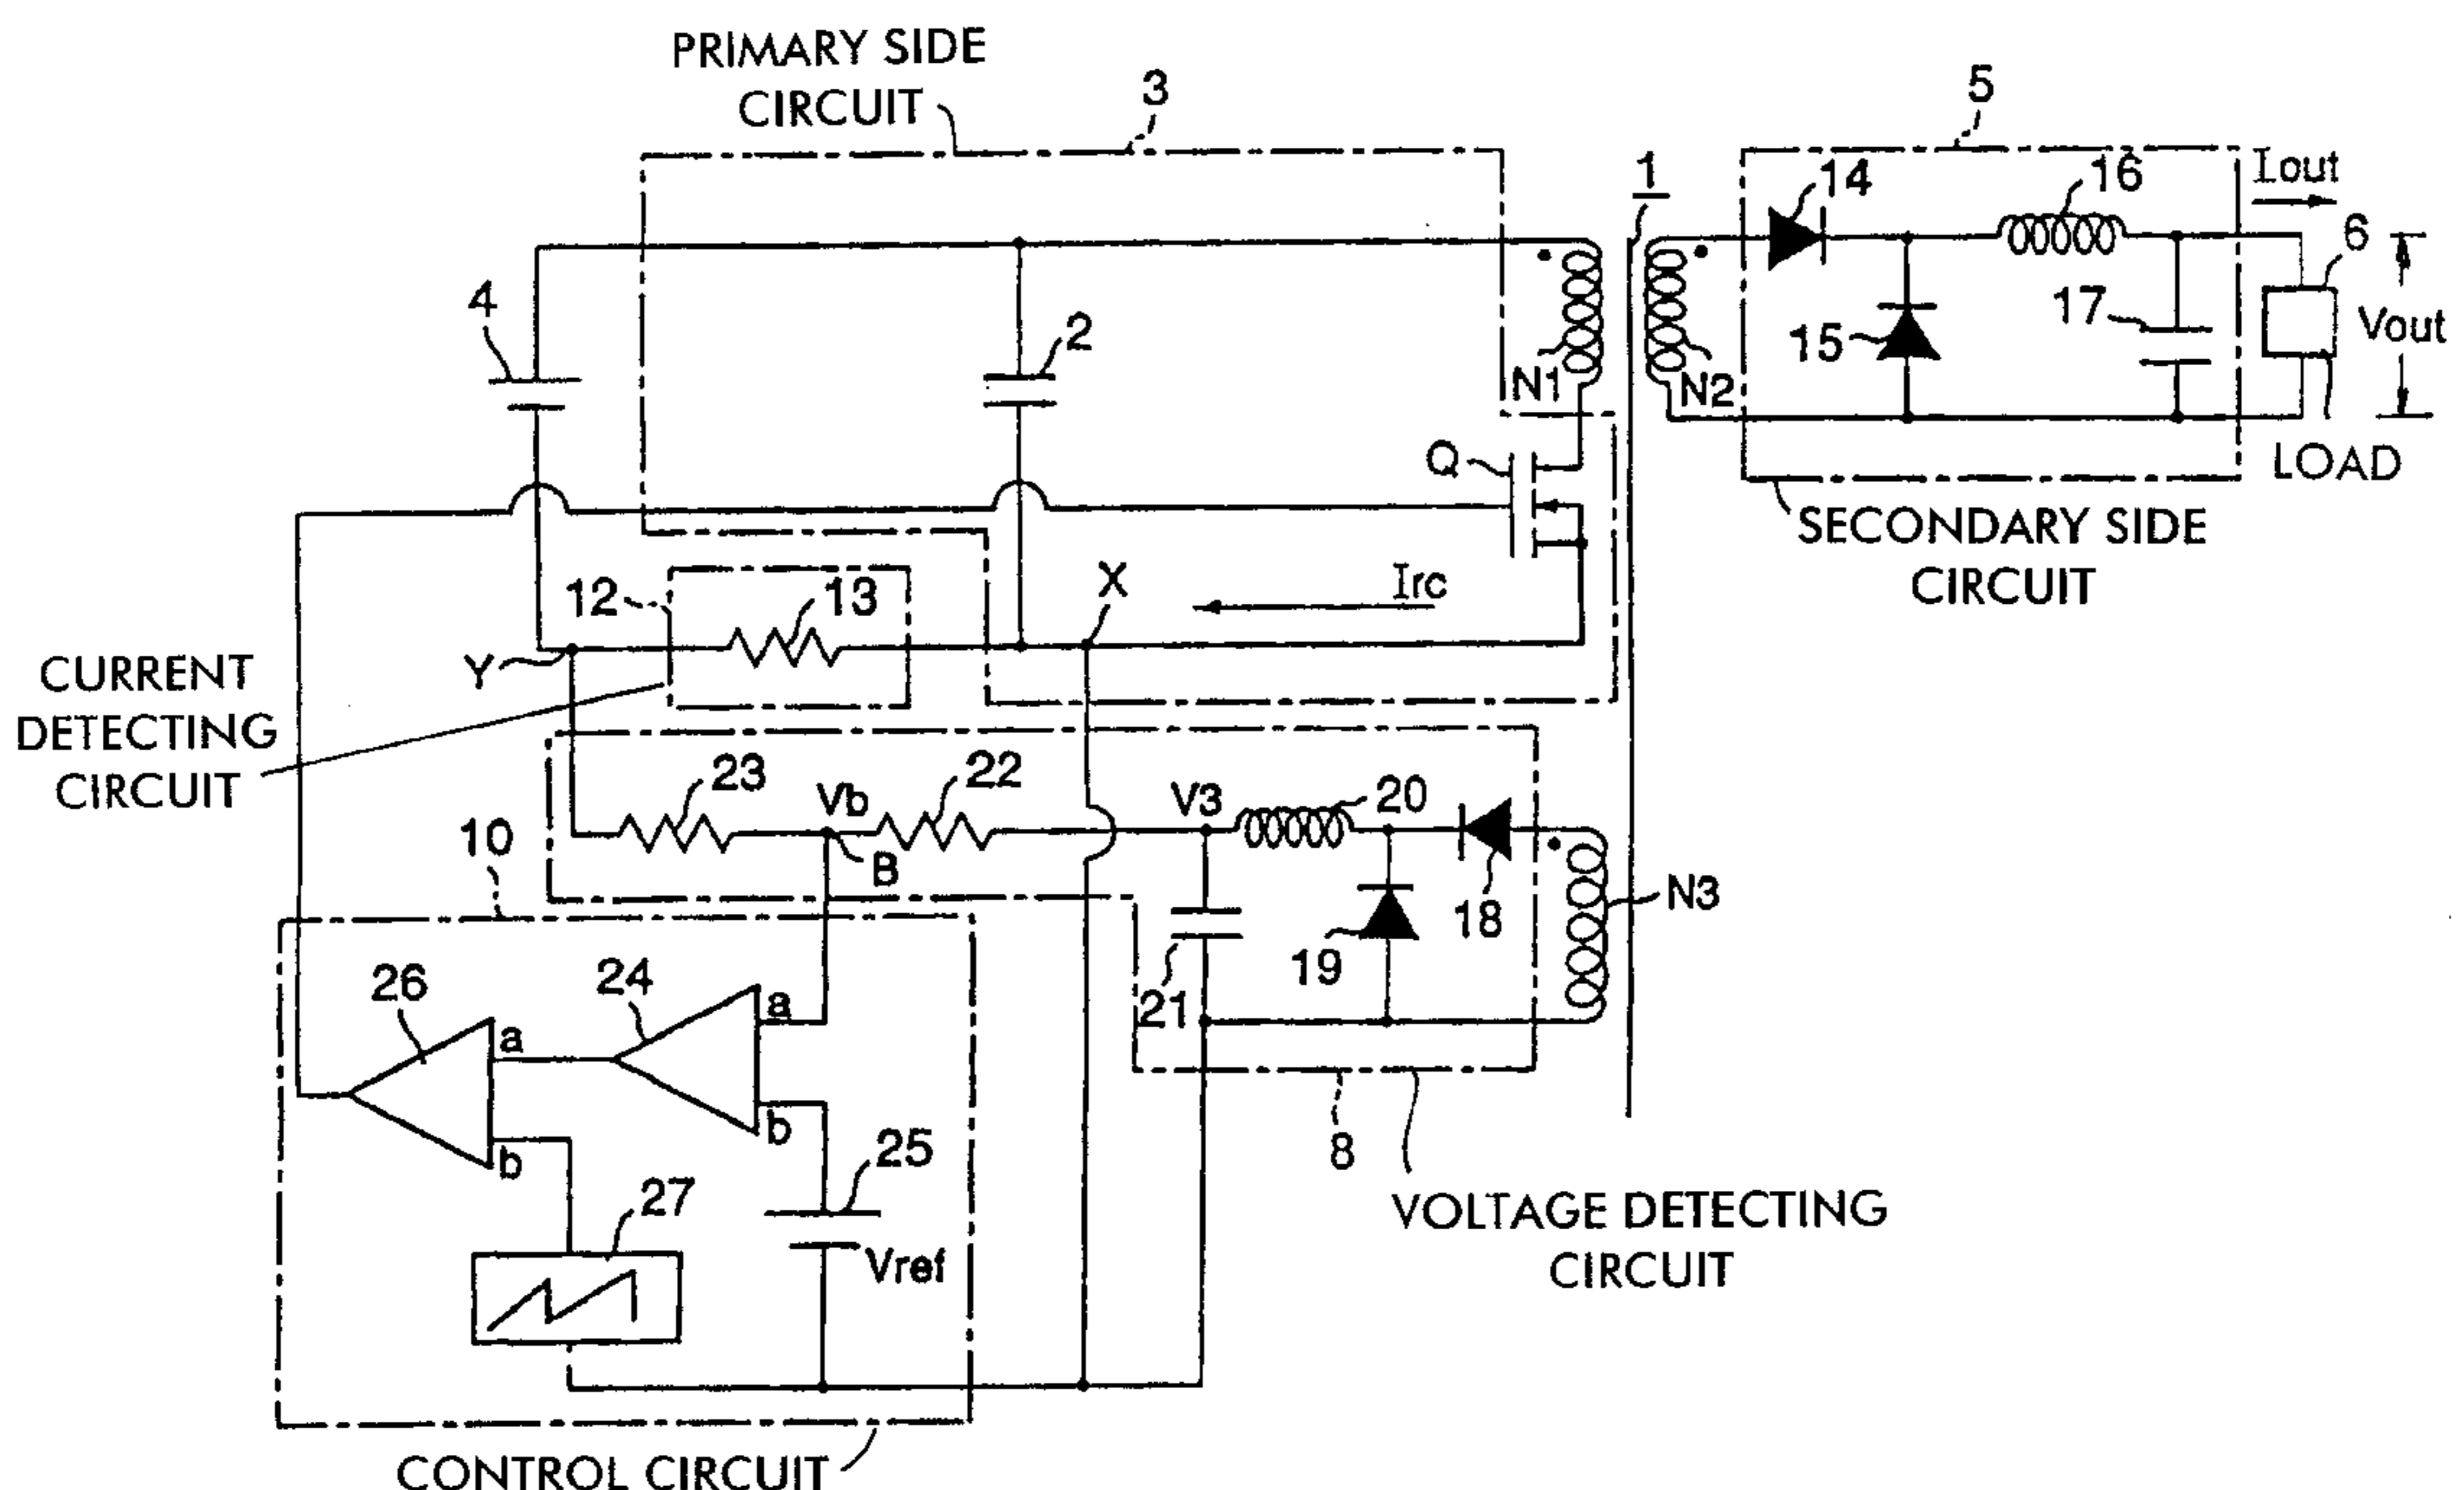 PRIMARY SIDE
CIRCUIT
3
5
1
14
16
Iout
6
4
2
15
17
Vout
N1
N2
Q
LOAD
SECONDARY SIDE
CIRCUIT
12
13
X
Irc
Y
CURRENT
DETECTING
CIRCUIT
23
Vb
22
V3
20
10
B
18
N3
19
21
26
24
a
a
b
b
25
8
27
Vref
VOLTAGE DETECTING
CIRCUIT
CONTROL CIRCUIT